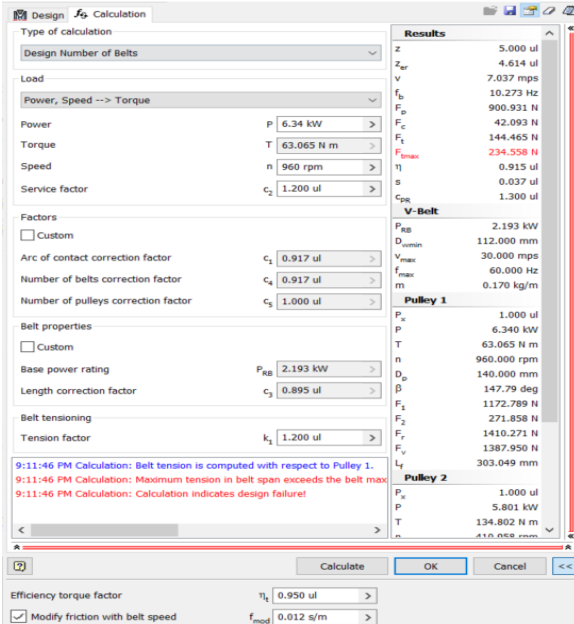 Design fG Calculation
Type of calculation
Design Number of Belts
Load
Power, Speed --> Torque
Power P 6.34 kW >
Torque T 63.065 N m >
Speed n 960 rpm >
Service factor c2 1.200 ul >
Factors
Custom
Arc of contact correction factor c1 0.917 ul >
Number of belts correction factor c4 0.917 ul >
Number of pulleys correction factor c5 1.000 ul >
Belt properties
Custom
Base power rating PRB 2.193 kW >
Length correction factor c3 0.895 ul >
Belt tensioning
Tension factor k1 1.200 ul >
9:11:46 PM Calculation: Belt tension is computed with respect to Pulley 1.
9:11:46 PM Calculation: Maximum tension in belt span exceeds the belt max
9:11:46 PM Calculation: Calculation indicates design failure!
Results
z 5.000 ul
zer 4.614 ul
v 7.037 mps
fb 10.273 Hz
Fp 900.931 N
Fc 42.093 N
Ft 144.465 N
Ftmax 234.558 N
η 0.915 ul
s 0.037 ul
cPR 1.300 ul
V-Belt
PRB 2.193 kW
Dwmin 112.000 mm
vmax 30.000 mps
fmax 60.000 Hz
m 0.170 kg/m
Pulley 1
Px 1.000 ul
P 6.340 kW
T 63.065 N m
n 960.000 rpm
Dp 140.000 mm
β 147.79 deg
F1 1172.789 N
F2 271.858 N
Fr 1410.271 N
Fv 1387.950 N
Lf 303.049 mm
Pulley 2
Px 1.000 ul
P 5.801 kW
T 134.802 N m
n 410.058 rpm
Calculate OK Cancel <<
Efficiency torque factor ηt 0.950 ul >
Modify friction with belt speed fmod 0.012 s/m >